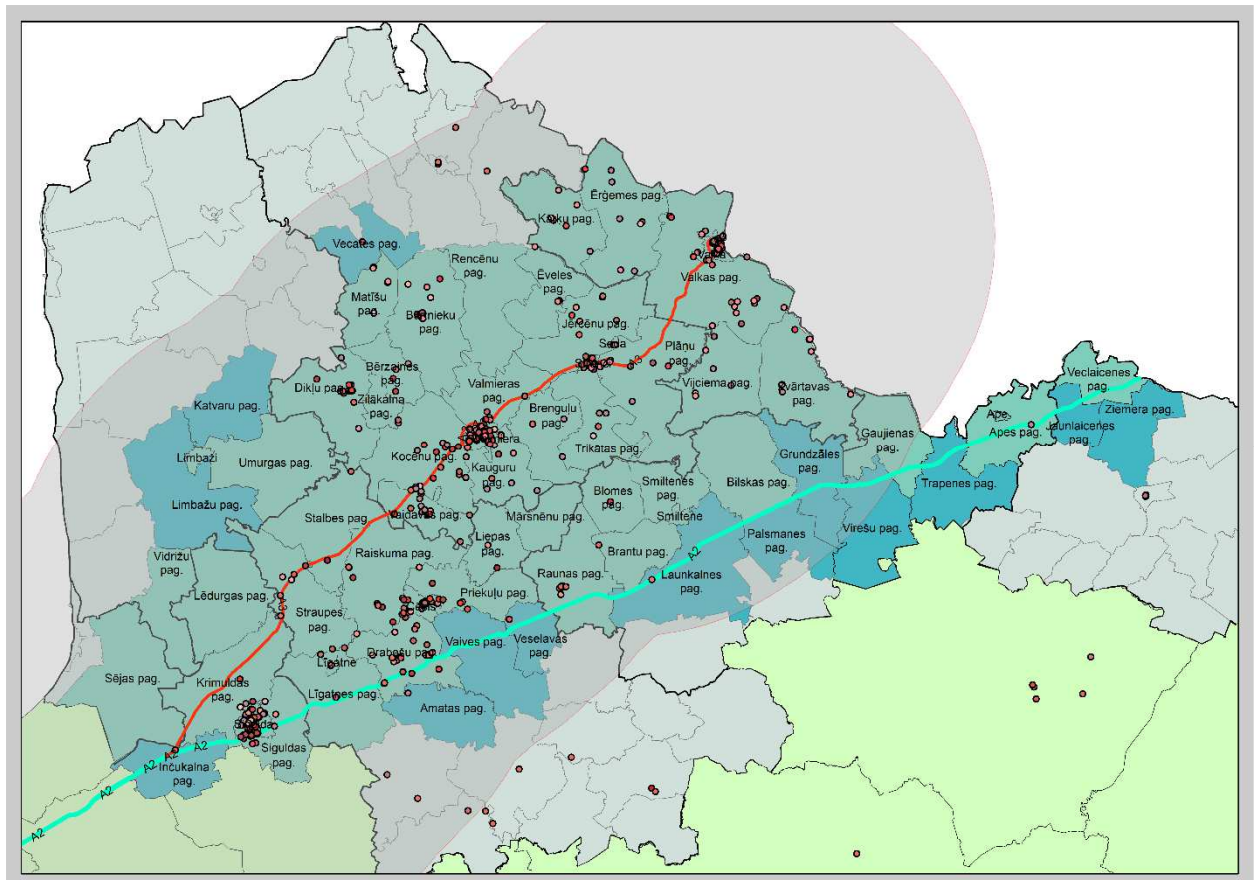 Ērģemes pag.
Kārķu pag.
Vecates pag.
Rencēnu
pag.
Valkas pag.
Ēveles
pag.
Matīšu
pag.
pag.
Jērcēnu pag.
Seda
Plānu
pag.
Bērzaines
pag.
Dikļu pag.
Zilākalna
pag.
Valmieras
pag.
Vijciema pag.
pag.
Veclaicenes
pag.
Katvaru pag.
Brenguļu
pag.
Ape
Apes pag.
Ziemera pag.
Jaunlaicenes
pag.
Gaujienas
pag.
Limbaži
Umurgas pag.
Kocēnu pag.
Trikātas pag.
Grundzāles
pag.
Kauguru
pag.
Trapenes pag.
Limbažu pag.
Stalbes pag.
Vaidavas pag.
Mārsnēnu pag.
Blomes
pag.
Smiltenes
pag.
Bilskas pag.
Smiltene
Palsmanes
pag.
Virešu pag.
Vidrižu
pag.
Raiskuma pag.
Liepas
pag.
Brantu pag.
A2
Lēdurgas pag.
Straupes
pag.
Priekuļu pag.
Raunas pag.
Launkalnes
pag.
Vaives pag.
Veselavas
pag.
Sējas pag.
Līgatne
Drabešu pag.
Krimuldas
pag.
Līgatnes pag.
Amatas pag.
Siguldas
pag.
A2
A2
Inčukalna
pag.
A2
A2
A2